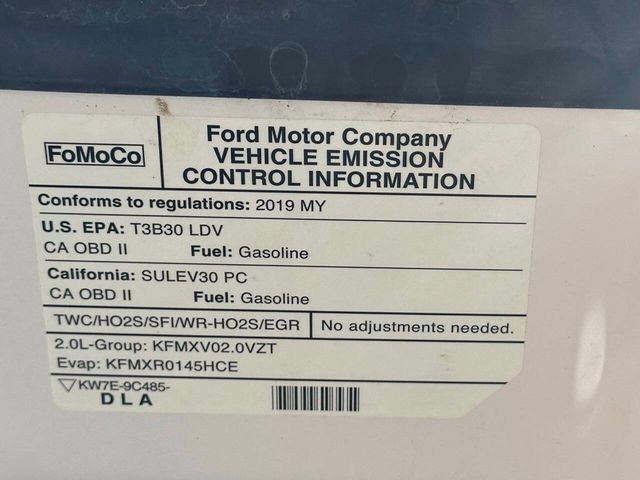 FoMoCo
Ford Motor Company
VEHICLE EMISSION
CONTROL INFORMATION
Conforms to regulations: 2019 MY
U.S. EPA: T3B30 LDV
CA OBD II Fuel: Gasoline
California: SULEV30 PC
CA OBD II Fuel: Gasoline
TWC/HO2S/SFI/WR-HO2S/EGR No adjustments needed.
2.0L-Group: KFMXV02.0VZT
Evap: KFMXR0145HCE
KW7E-9C485-
DLA